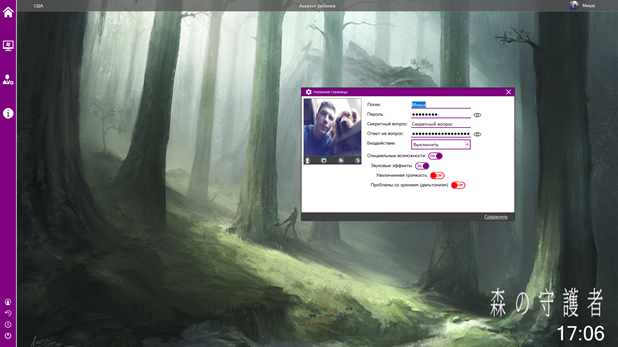 США
Аккаунт ребенка
Миша
Название страницы
Логин: Миша
Пароль: ●●●●●●●●
Секретный вопрос: Секретный вопрос
Ответ на вопрос: ●●●●●●●●●●●●●●●●●●
Бездействие: Выключить
Специальные возможности On
Звуковые эффекты On
Увеличенная громкость Off
Проблемы со зрением (дальтонизм) Off
Сохранить
森の守護者
17:06